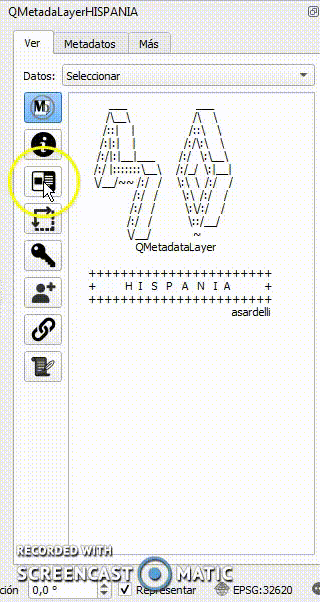 QMetadaLayerHISPANIA
Ver Metadatos Más
Datos: Seleccionar
M
QMetadataLayer
+++++++++++++++++++++++
+ H I S P A N I A +
+++++++++++++++++++++++
asardelli
RECORDED WITH
SCREENCAST MATIC
ción 0,0 ° Representar EPSG:32620